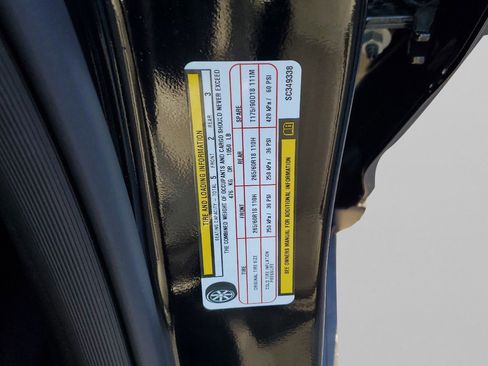 TIRE AND LOADING INFORMATION
SEATING CAPACITY - TOTAL 5 FRONT 2 REAR 3
THE COMBINED WEIGHT OF OCCUPANTS AND CARGO SHOULD NEVER EXCEED
476 KG OR 1050 LB
TIRE FRONT REAR SPARE
ORIGINAL TIRE SIZE 265/60R18 110H 265/60R18 110H T175/90D18 111M
COLD TIRE INFLATION PRESSURE 250 kPa / 36 PSI 250 kPa / 36 PSI 420 kPa / 60 PSI
SEE OWNERS MANUAL FOR ADDITIONAL INFORMATION
SC349338